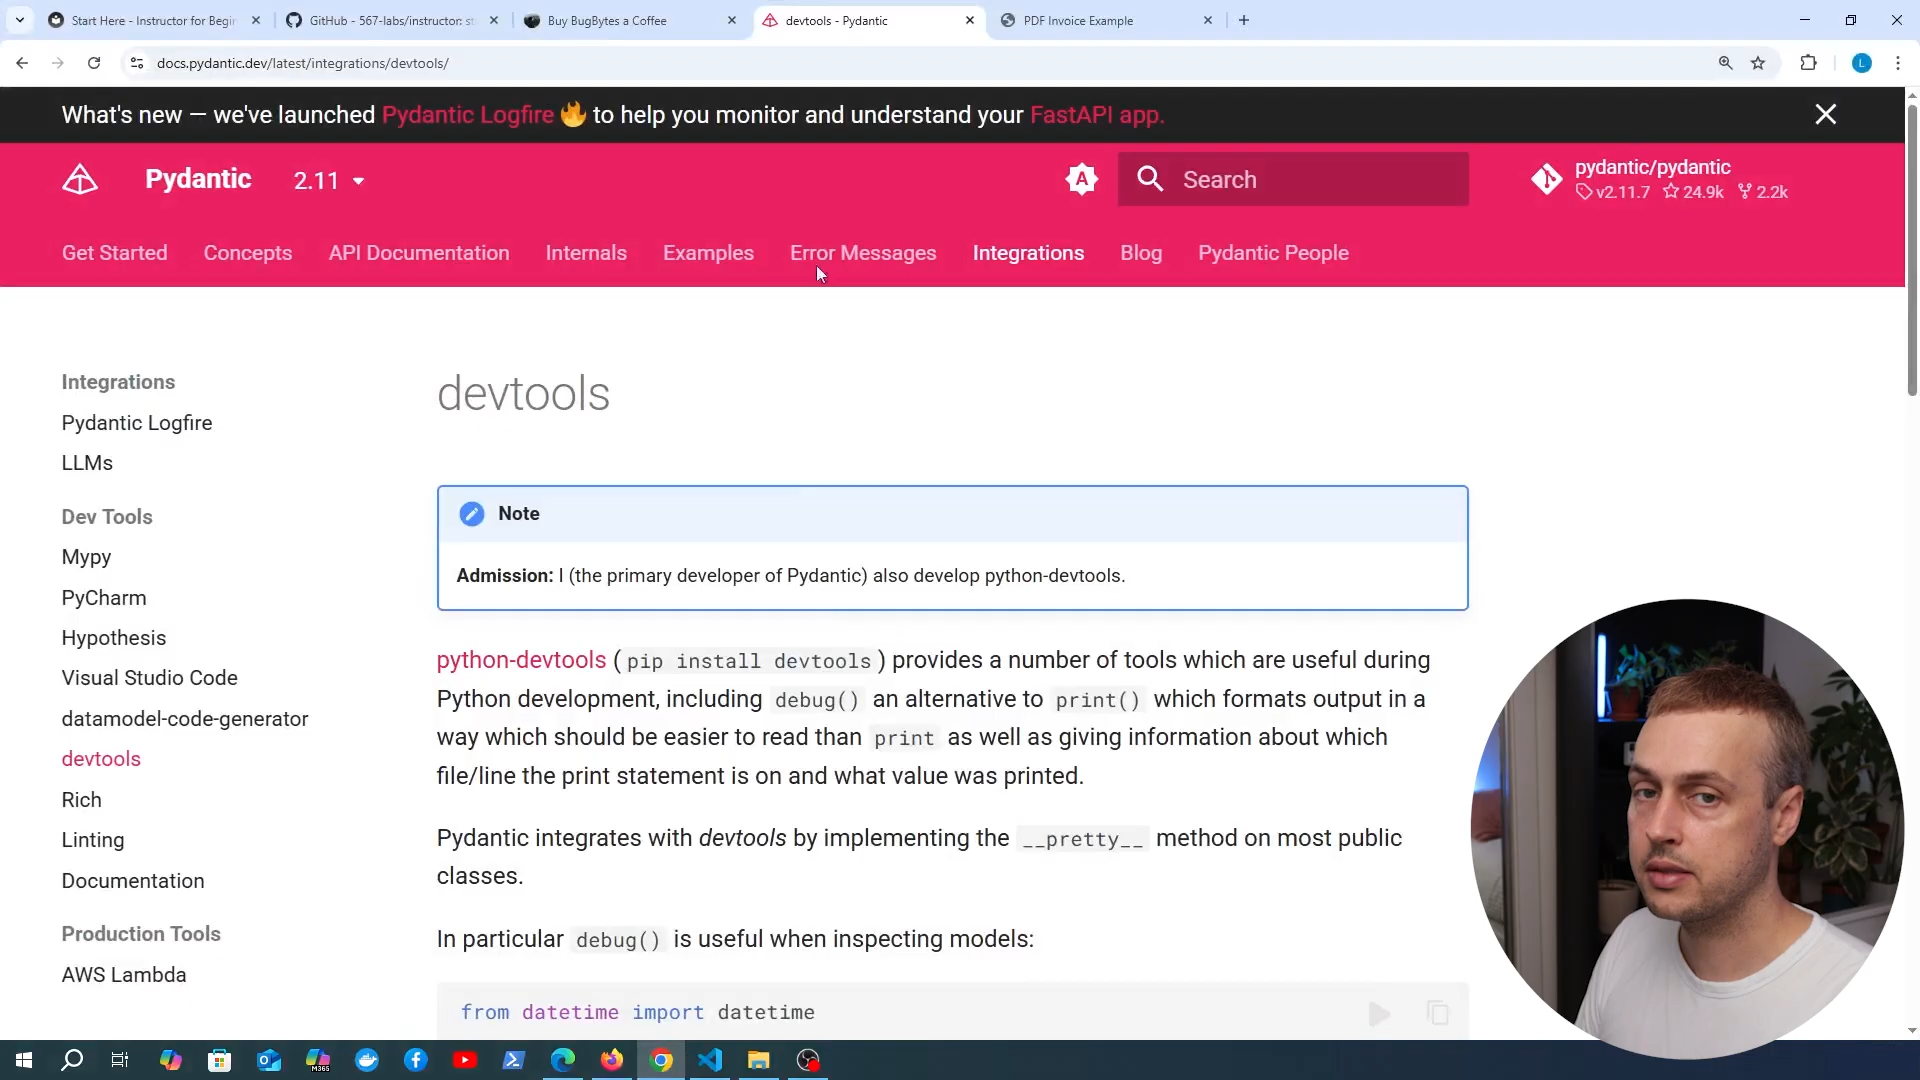 Start Here - Instructor for Begin
GitHub - 567-labs/instructor: st
Buy BugBytes a Coffee
devtools - Pydantic
PDF Invoice Example
docs.pydantic.dev/latest/integrations/devtools/
L
What's new — we've launched Pydantic Logfire 🔥 to help you monitor and understand your FastAPI app.
Pydantic
2.11
A
Search
pydantic/pydantic
v2.11.7 24.9k 2.2k
Get Started
Concepts
API Documentation
Internals
Examples
Error Messages
Integrations
Blog
Pydantic People
Integrations
Pydantic Logfire
LLMs
Dev Tools
Mypy
PyCharm
Hypothesis
Visual Studio Code
datamodel-code-generator
devtools
Rich
Linting
Documentation
Production Tools
AWS Lambda
devtools
Note
Admission: I (the primary developer of Pydantic) also develop python-devtools.
python-devtools (pip install devtools) provides a number of tools which are useful during
Python development, including debug() an alternative to print() which formats output in a
way which should be easier to read than print as well as giving information about which
file/line the print statement is on and what value was printed.
Pydantic integrates with devtools by implementing the __pretty__ method on most public
classes.
In particular debug() is useful when inspecting models:
from datetime import datetime
M365